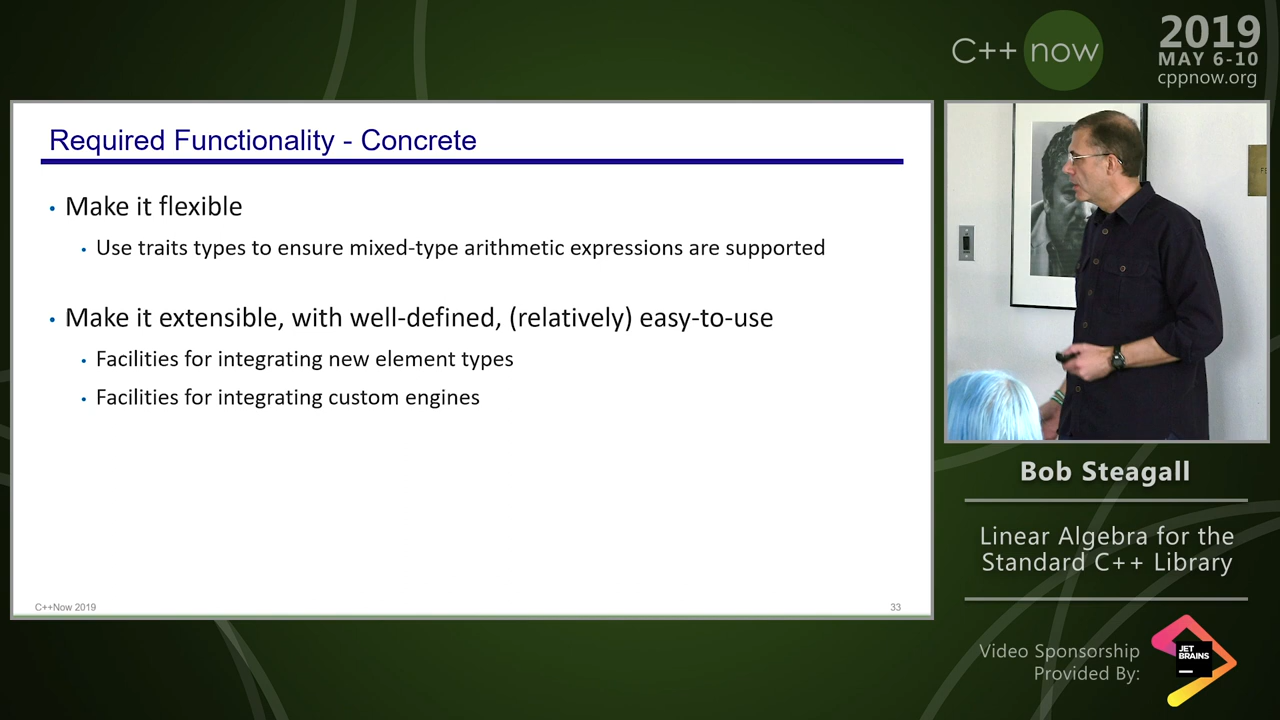 C++ now
2019
MAY 6-10
cppnow.org
Required Functionality - Concrete
• Make it flexible
• Use traits types to ensure mixed-type arithmetic expressions are supported
• Make it extensible, with well-defined, (relatively) easy-to-use
• Facilities for integrating new element types
• Facilities for integrating custom engines
C++Now 2019
33
Bob Steagall
Linear Algebra for the
Standard C++ Library
Video Sponsorship
Provided By:
JET
BRAINS